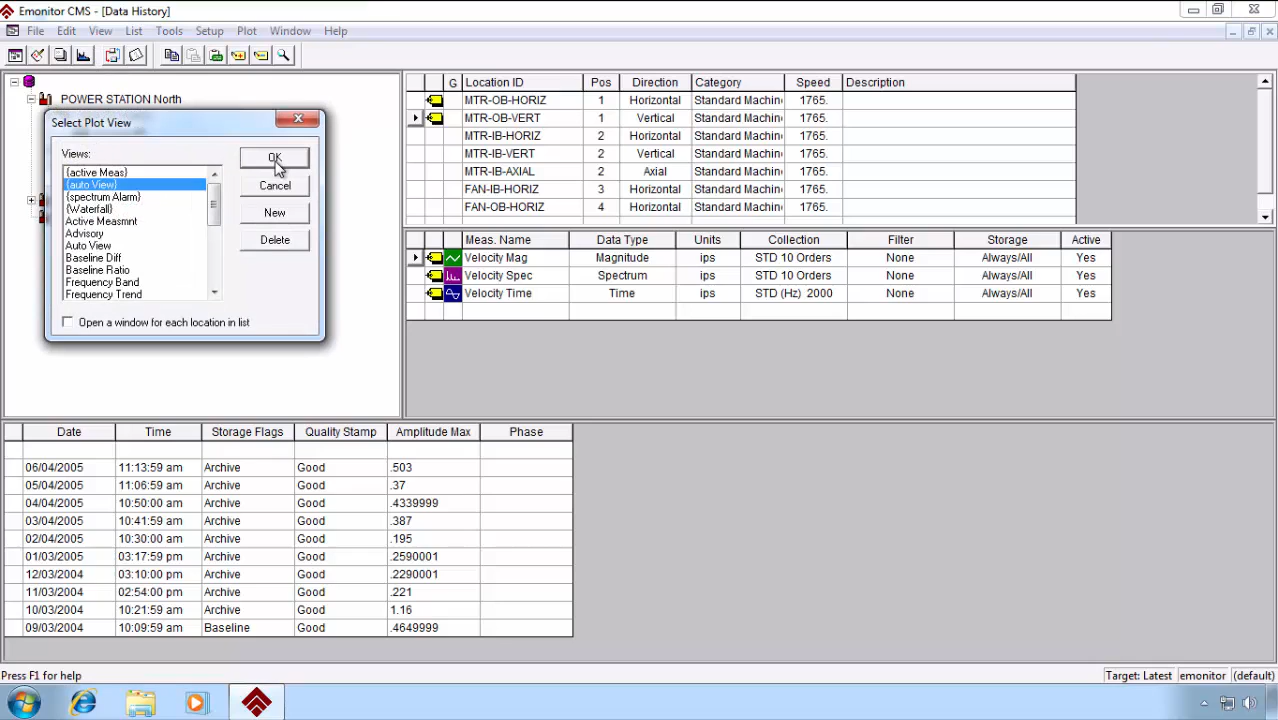 Emonitor CMS - [Data History]
File Edit View List Tools Setup Plot Window Help
POWER STATION North
Select Plot View
Views:
{active Meas}
{auto View}
{spectrum Alarm}
{Waterfall}
Active Measmnt
Advisory
Auto View
Baseline Diff
Baseline Ratio
Frequency Band
Frequency Trend
OK
Cancel
New
Delete
Open a window for each location in list
G Location ID Pos Direction Category Speed Description
MTR-OB-HORIZ 1 Horizontal Standard Machin 1765.
MTR-OB-VERT 1 Vertical Standard Machin 1765.
MTR-IB-HORIZ 2 Horizontal Standard Machin 1765.
MTR-IB-VERT 2 Vertical Standard Machin 1765.
MTR-IB-AXIAL 2 Axial Standard Machin 1765.
FAN-IB-HORIZ 3 Horizontal Standard Machin 1765.
FAN-OB-HORIZ 4 Horizontal Standard Machin 1765.
Meas. Name Data Type Units Collection Filter Storage Active
Velocity Mag Magnitude ips STD 10 Orders None Always/All Yes
Velocity Spec Spectrum ips STD 10 Orders None Always/All Yes
Velocity Time Time ips STD (Hz) 2000 None Always/All Yes
Date Time Storage Flags Quality Stamp Amplitude Max Phase
06/04/2005 11:13:59 am Archive Good .503
05/04/2005 11:06:59 am Archive Good .37
04/04/2005 10:50:00 am Archive Good .4339999
03/04/2005 10:41:59 am Archive Good .387
02/04/2005 10:30:00 am Archive Good .195
01/03/2005 03:17:59 pm Archive Good .2590001
12/03/2004 03:10:00 pm Archive Good .2290001
11/03/2004 02:54:00 pm Archive Good .221
10/03/2004 10:21:59 am Archive Good 1.16
09/03/2004 10:09:59 am Baseline Good .4649999
Press F1 for help
Target: Latest emonitor (default)